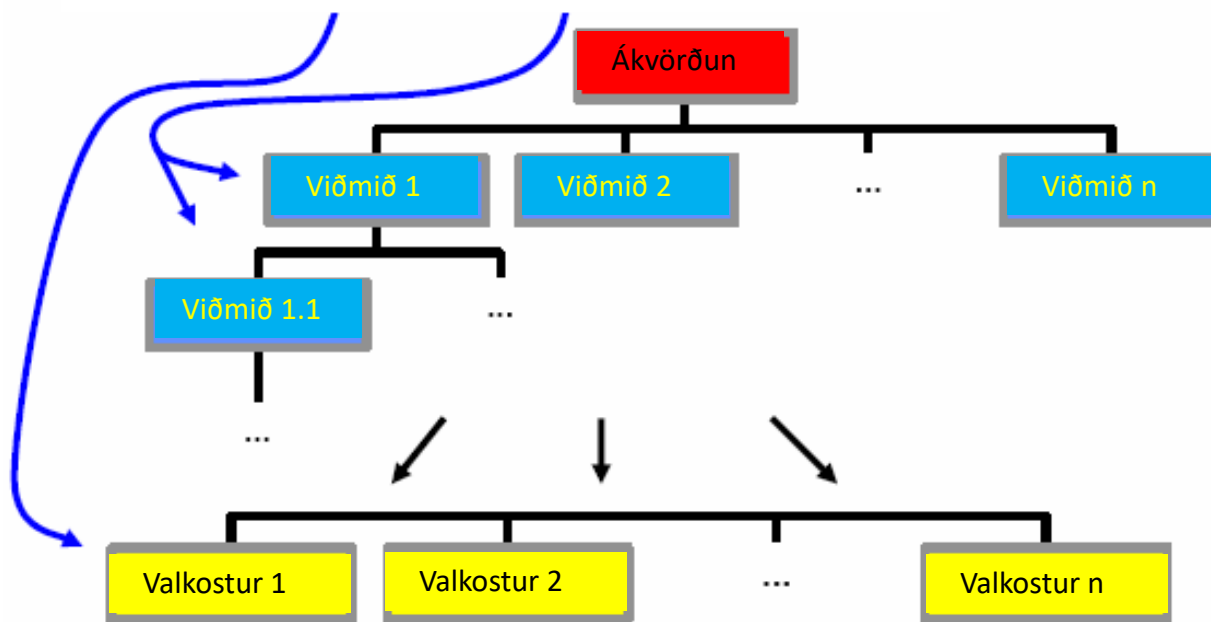 Ákvörðun
Viðmið 1
Viðmið 2
...
Viðmið n
Viðmið 1.1
...
...
Valkostur 1
Valkostur 2
...
Valkostur n